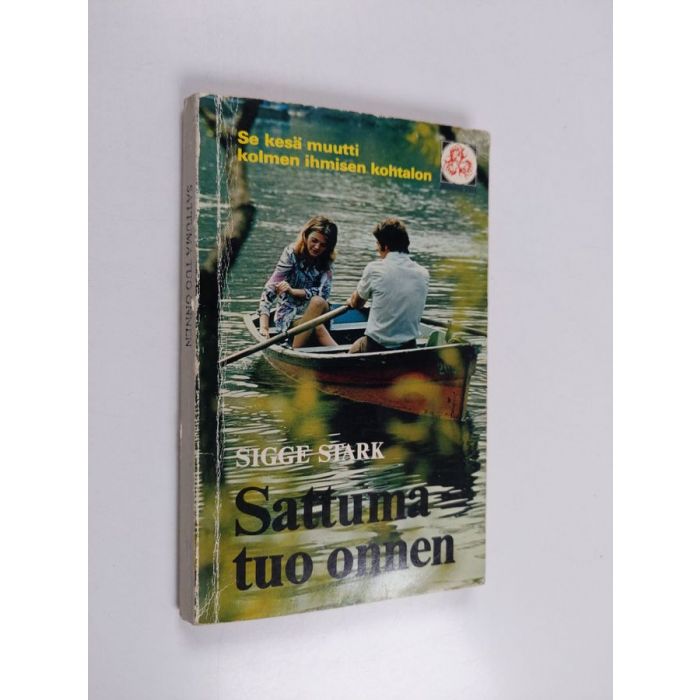 Se kesä muutti
kolmen ihmisen kohtalon
SIGGE STARK
Sattuma
tuo onnen
SATTUMA TUO ONNEN